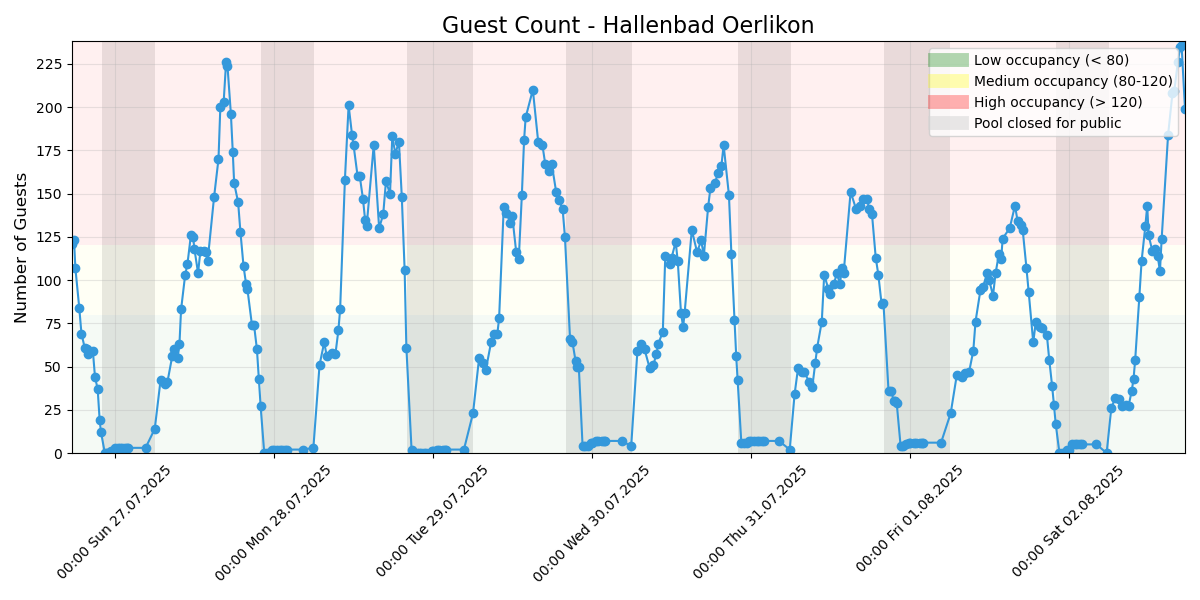 Guest Count - Hallenbad Oerlikon
Number of Guests
225
200
175
150
125
100
75
50
25
0
Low occupancy (< 80)
Medium occupancy (80-120)
High occupancy (> 120)
Pool closed for public
00:00 Sun 27.07.2025
00:00 Mon 28.07.2025
00:00 Tue 29.07.2025
00:00 Wed 30.07.2025
00:00 Thu 31.07.2025
00:00 Fri 01.08.2025
00:00 Sat 02.08.2025